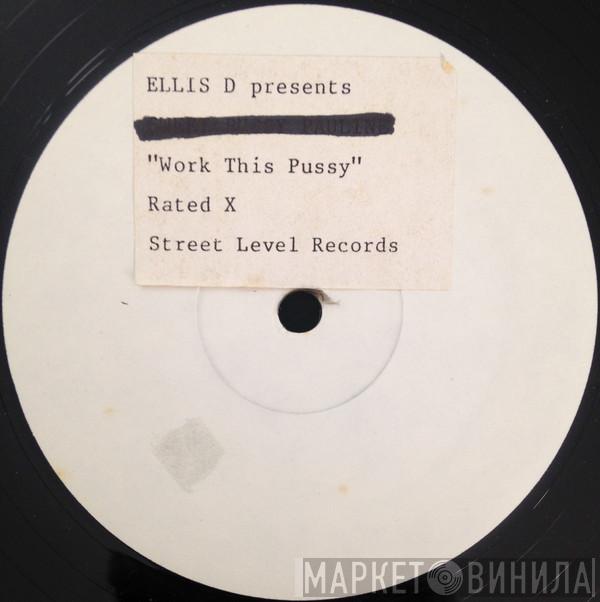 ELLIS D presents
"Work This Pussy"
Rated X
Street Level Records
МАРКЕТ ВИНИЛА